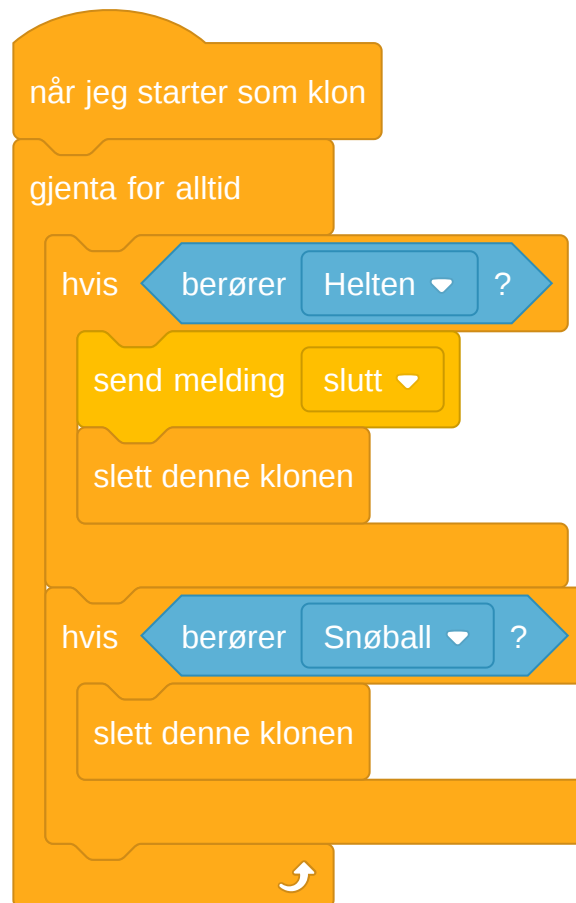 når jeg starter som klon
gjenta for alltid
hvis berører Helten ?
send melding slutt
slett denne klonen
hvis berører Snøball ?
slett denne klonen